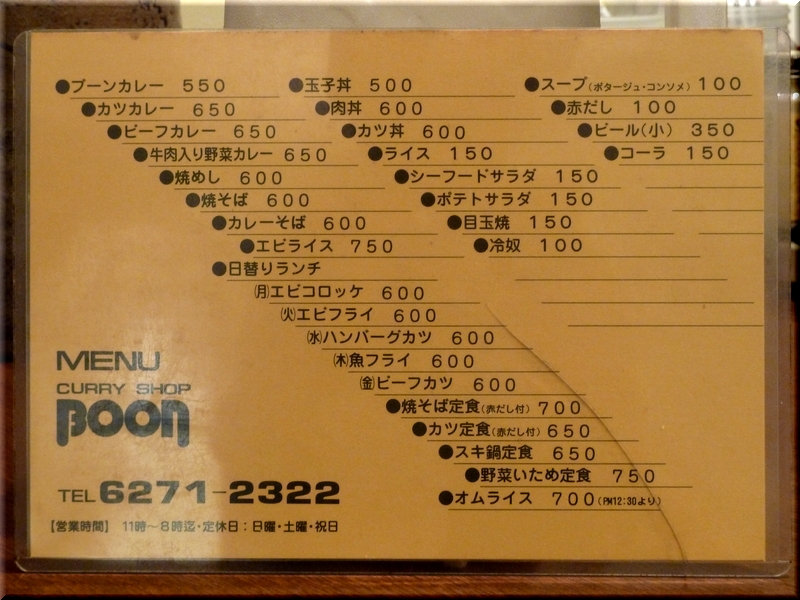 ●ブーンカレー 550
●カツカレー 650
●ビーフカレー 650
●牛肉入り野菜カレー 650
●焼めし 600
●焼そば 600
●カレーそば 600
●エビライス 750
●日替りランチ
㈪エビコロッケ 600
㈫エビフライ 600
㈬ハンバーグカツ 600
㈭魚フライ 600
㈮ビーフカツ 600
●焼そば定食(赤だし付) 700
●カツ定食(赤だし付) 650
●スキ鍋定食 650
●野菜いため定食 750
●オムライス 700(PM12:30より)
●玉子丼 500
●肉丼 600
●カツ丼 600
●ライス 150
●シーフードサラダ 150
●ポテトサラダ 150
●目玉焼 150
●冷奴 100
●スープ(ポタージュ・コンソメ) 100
●赤だし 100
●ビール(小) 350
●コーラ 150
MENU
CURRY SHOP
BOON
TEL 6271-2322
【営業時間】 11時~8時迄・定休日:日曜・土曜・祝日